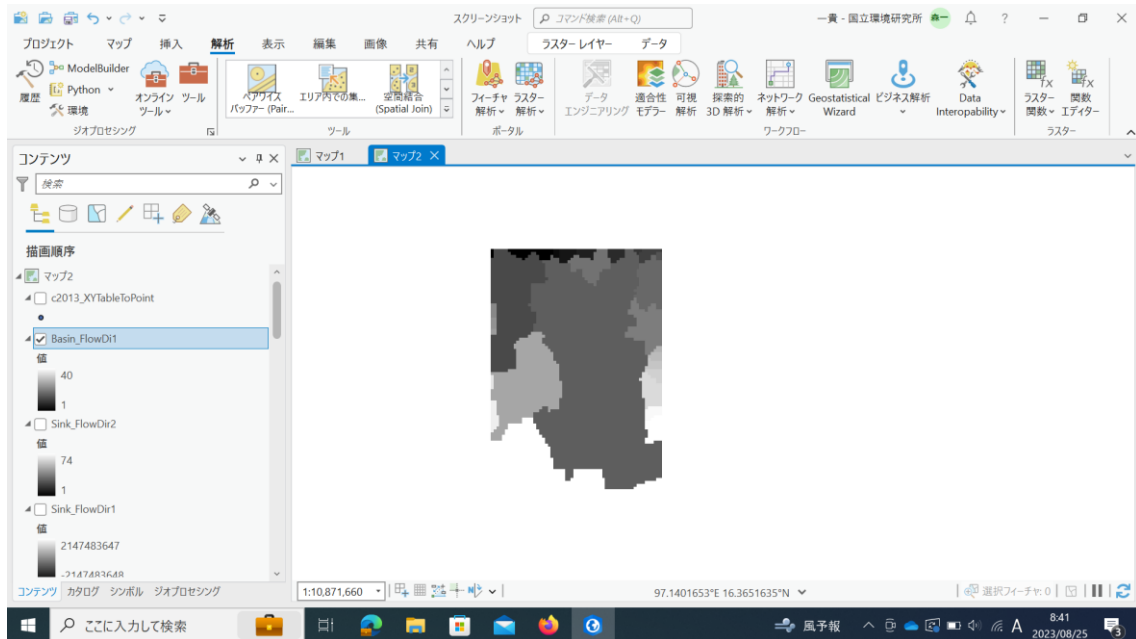 スクリーンショット
コマンド検索 (Alt+Q)
一貴 - 国立環境研究所
森一
?
プロジェクト マップ 挿入 解析 表示 編集 画像 共有 ヘルプ ラスター レイヤー データ
履歴
ModelBuilder
Python
環境
オンライン ツール
ツール
ペアワイズ バッファー (Pair...
エリア内での集...
空間結合 (Spatial Join)
フィーチャ 解析
ラスター 解析
データ エンジニアリング
適合性 モデラー
可視 解析
探索的 3D 解析
ネットワーク 解析
Geostatistical Wizard
ビジネス解析
Data Interopability
ラスター 関数
関数 エディター
ジオプロセシング
ツール
ポータル
ワークフロー
ラスター
コンテンツ
マップ1
マップ2
検索
描画順序
マップ2
c2013_XYTableToPoint
Basin_FlowDi1
値
40
1
Sink_FlowDir2
値
74
1
Sink_FlowDir1
値
2147483647
-2147483648
コンテンツ カタログ シンボル ジオプロセシング
1:10,871,660
97.1401653°E 16.3651635°N
選択フィーチャ: 0
ここに入力して検索
風予報
A
8:41
2023/08/25
3